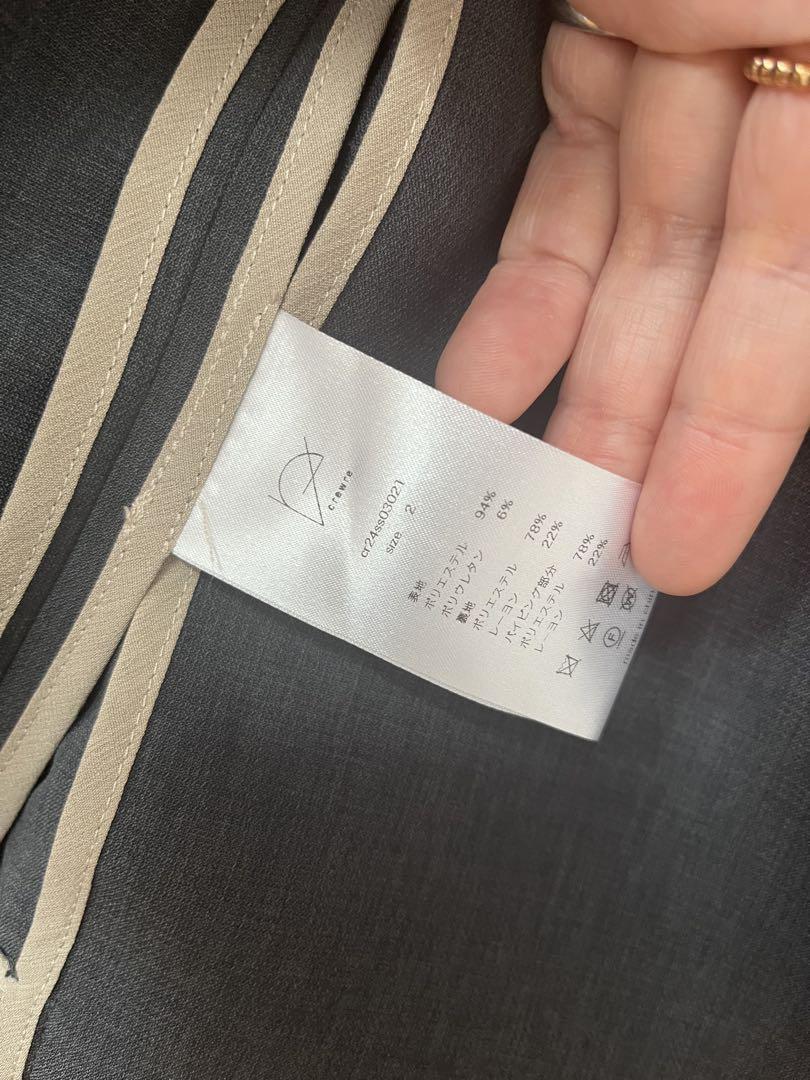 crewre
cr24ss03021
size 2
表地
ポリエステル 94%
ポリウレタン 6%
裏地
ポリエステル 78%
レーヨン 22%
パイピング部分
ポリエステル 78%
レーヨン 22%
F
made in